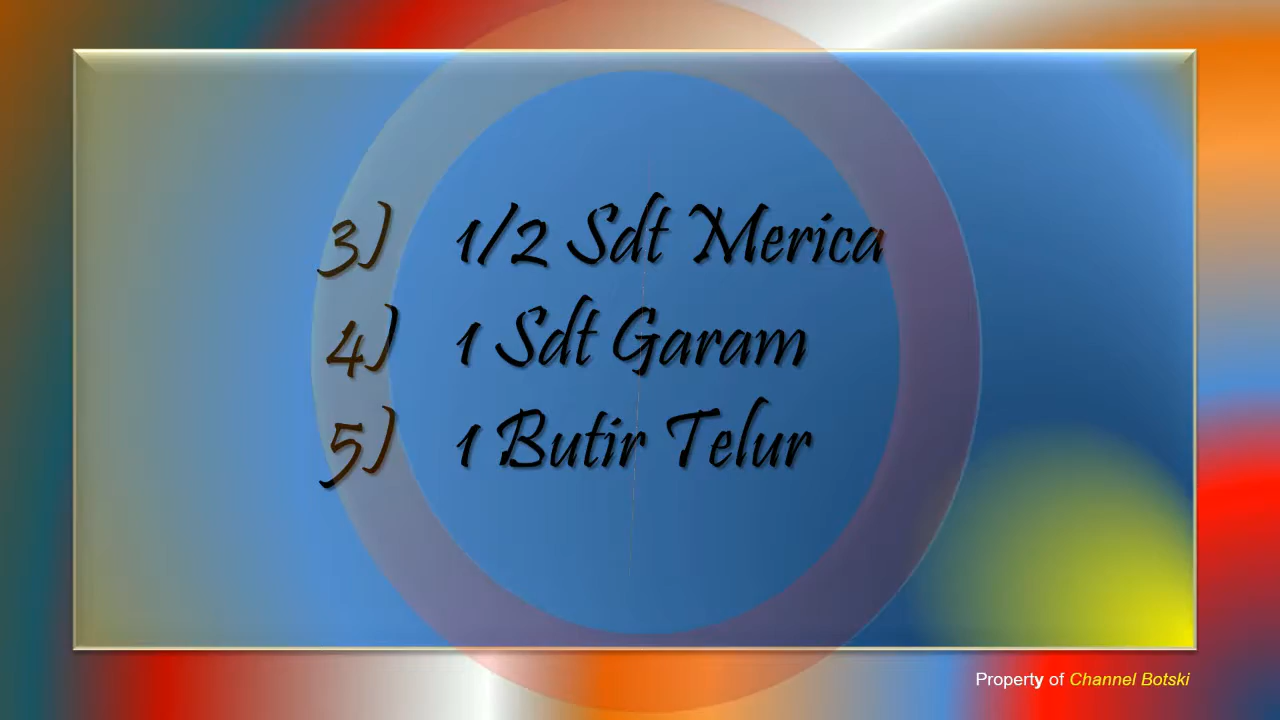 3) 1/2 Sdt Merica
4) 1 Sdt Garam
5) 1 Butir Telur
Property of Channel Botski